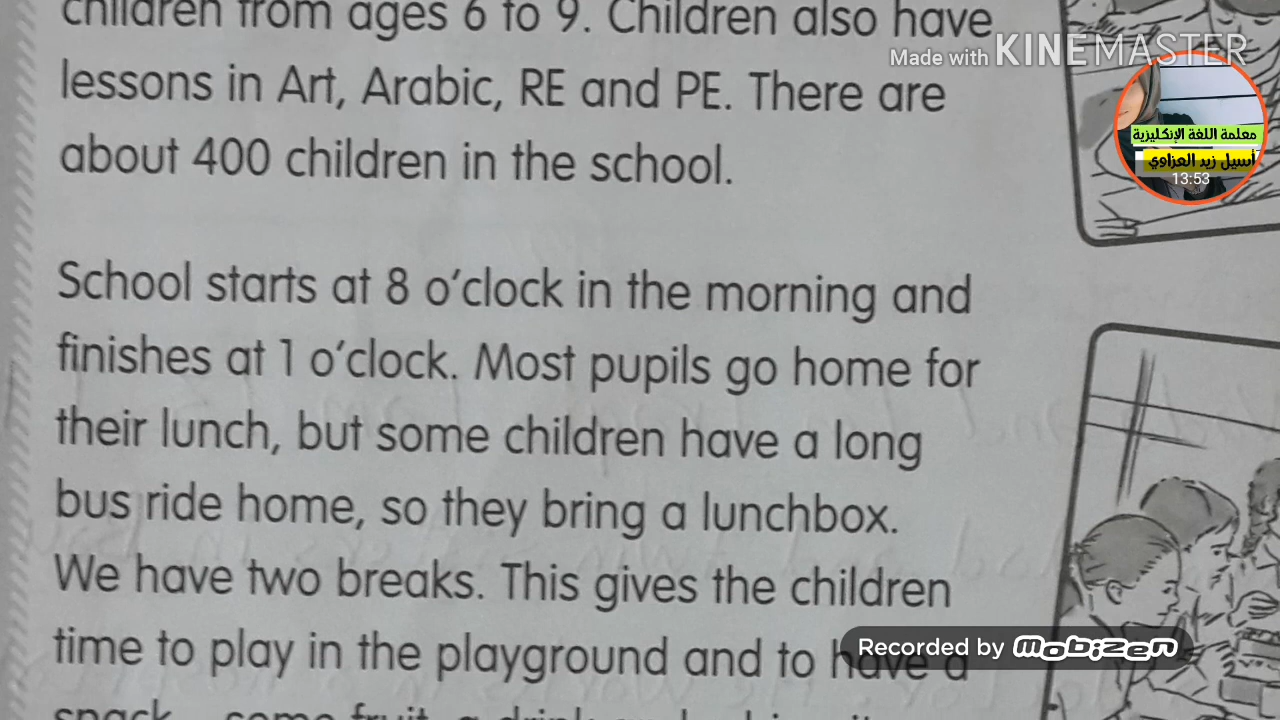 children from ages 6 to 9. Children also have
lessons in Art, Arabic, RE and PE. There are
about 400 children in the school.
School starts at 8 o’clock in the morning and
finishes at 1 o’clock. Most pupils go home for
their lunch, but some children have a long
bus ride home, so they bring a lunchbox.
We have two breaks. This gives the children
time to play in the playground and to have a
snack – some fruit, a drink
Made with KINEMASTER
معلمة اللغة الإنكليزية
أسيل زيد العزاوي
13:53
Recorded by mobizen